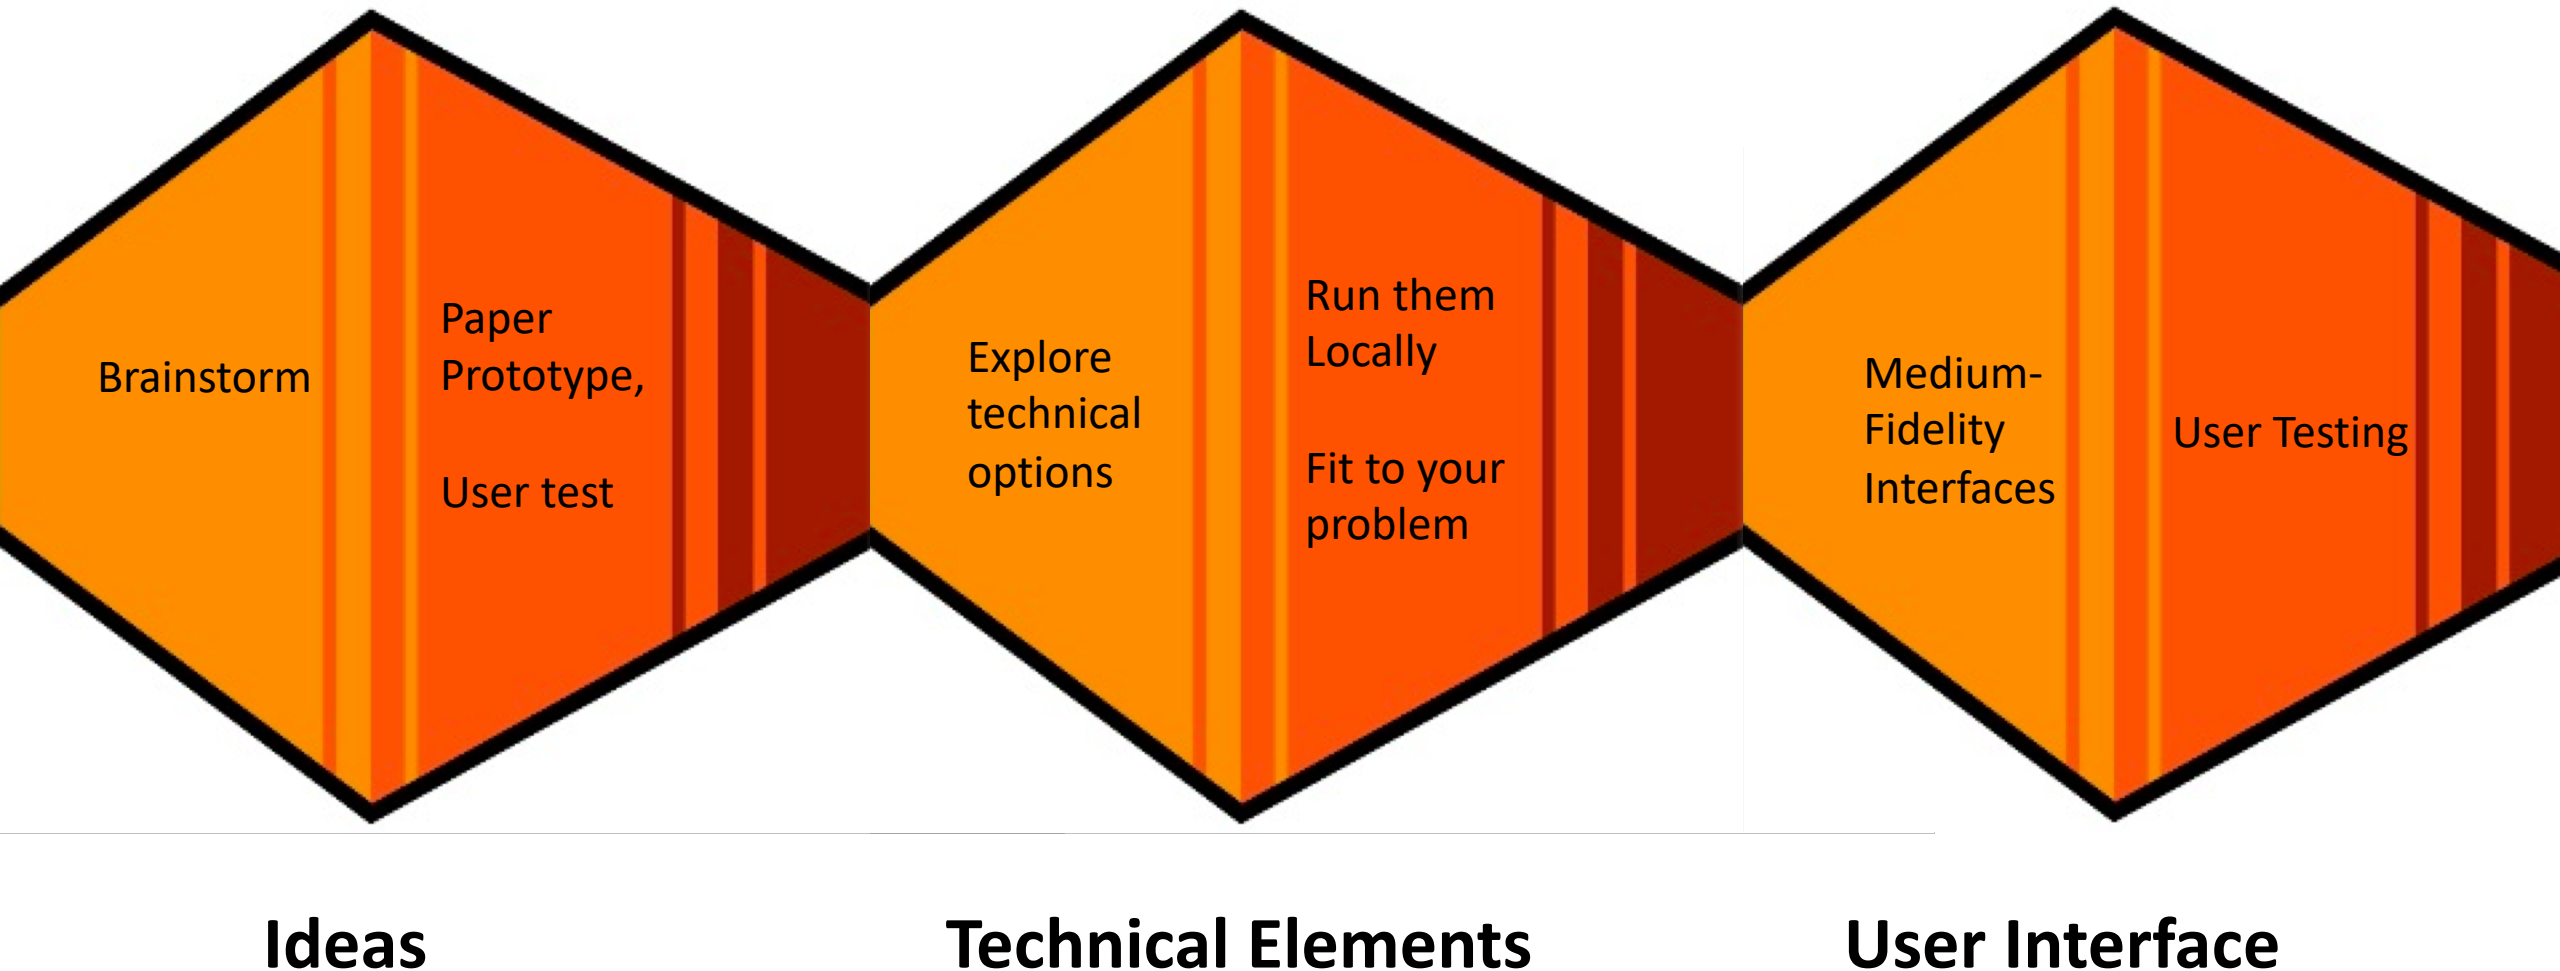 Brainstorm
Paper
Prototype,
User test
Explore
technical
options
Run them
Locally
Fit to your
problem
Medium-
Fidelity
Interfaces
User Testing
Ideas
Technical Elements
User Interface